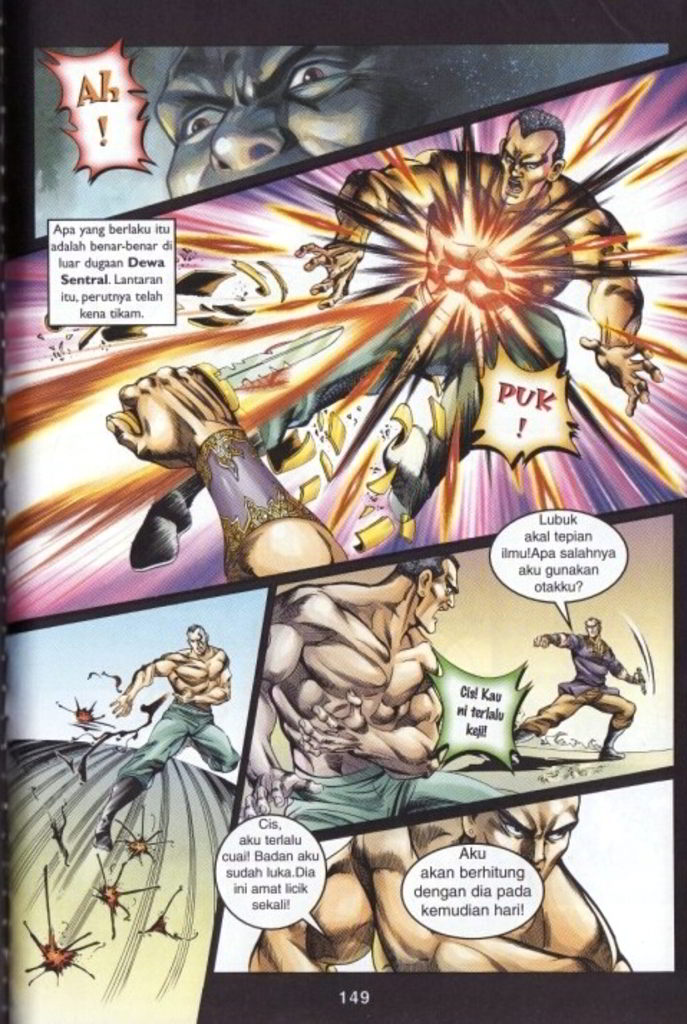 Ah
!
Apa yang berlaku itu
adalah benar-benar di
luar dugaan Dewa
Sentral. Lantaran
itu, perutnya telah
kena tikam.
PUK
!
Lubuk
akal tepian
ilmu!Apa salahnya
aku gunakan
otakku?
Cis! Kau
ni terlalu
keji!
Cis,
aku terlalu
cuai! Badan aku
sudah luka.Dia
ini amat licik
sekali!
Aku
akan berhitung
dengan dia pada
kemudian hari!
149